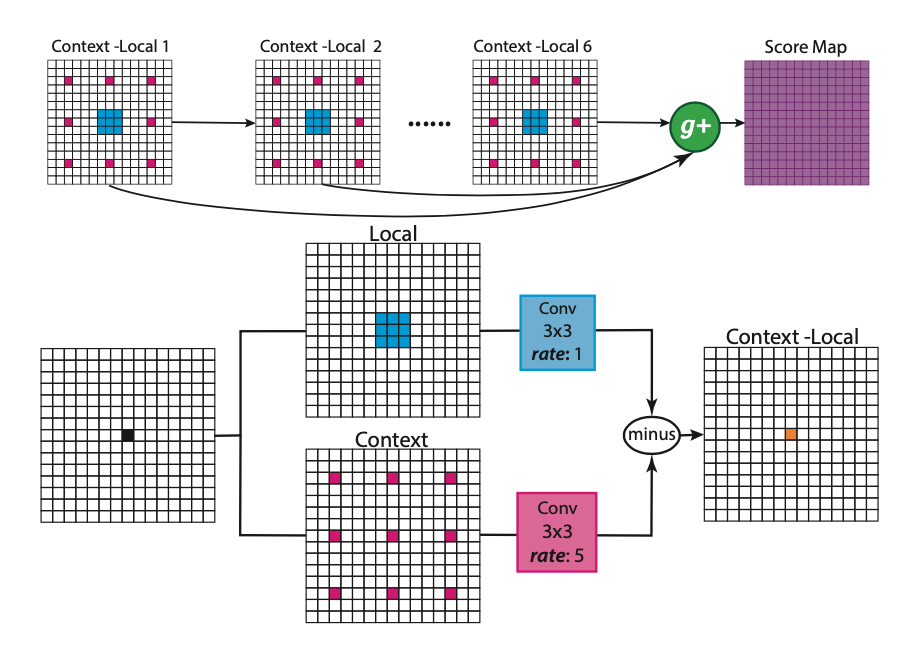 Context -Local 1
Context -Local 2
Context -Local 6
Score Map
......
g+
Local
Conv
3x3
rate: 1
Context -Local
minus
Context
Conv
3x3
rate: 5